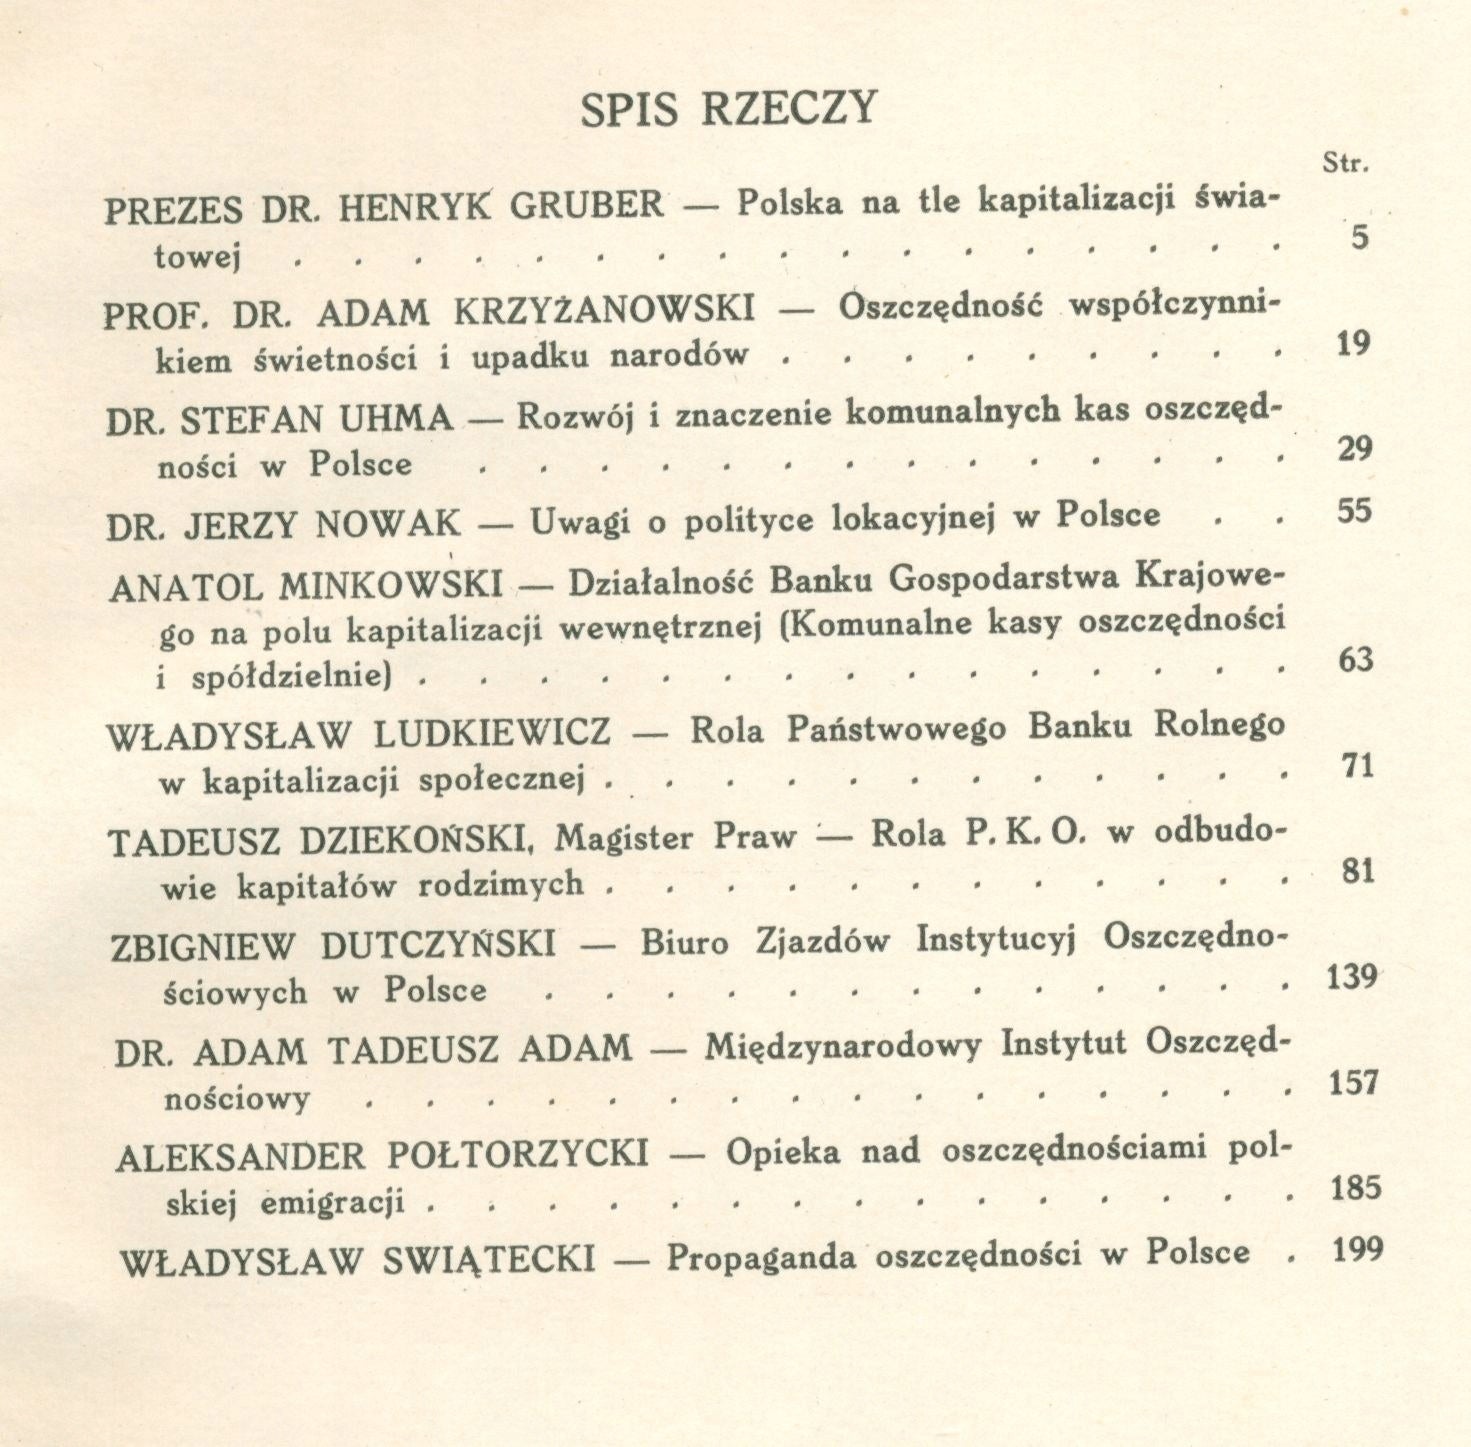 SPIS RZECZY
Str.
PREZES DR. HENRYK GRUBER — Polska na tle kapitalizacji świa-
towej . . . . . . . . . . . . . . . . . 5
PROF. DR. ADAM KRZYŻANOWSKI — Oszczędność współczynni-
kiem świetności i upadku narodów . . . . . . . . . 19
DR. STEFAN UHMA — Rozwój i znaczenie komunalnych kas oszczęd-
ności w Polsce . . . . . . . . . . . . . . 29
DR. JERZY NOWAK — Uwagi o polityce lokacyjnej w Polsce . . 55
ANATOL MINKOWSKI — Działalność Banku Gospodarstwa Krajowe-
go na polu kapitalizacji wewnętrznej (Komunalne kasy oszczędności
i spółdzielnie) . . . . . . . . . . . . . . . 63
WŁADYSŁAW LUDKIEWICZ — Rola Państwowego Banku Rolnego
w kapitalizacji społecznej . . . . . . . . . . . . 71
TADEUSZ DZIEKOŃSKI, Magister Praw — Rola P. K. O. w odbudo-
wie kapitałów rodzimych . . . . . . . . . . . . 81
ZBIGNIEW DUTCZYŃSKI — Biuro Zjazdów Instytucyj Oszczędno-
ściowych w Polsce . . . . . . . . . . . . . 139
DR. ADAM TADEUSZ ADAM — Międzynarodowy Instytut Oszczęd-
nościowy . . . . . . . . . . . . . . . . 157
ALEKSANDER POŁTORZYCKI — Opieka nad oszczędnościami pol-
skiej emigracji . . . . . . . . . . . . . . . 185
WŁADYSŁAW SWIĄTECKI — Propaganda oszczędności w Polsce . 199